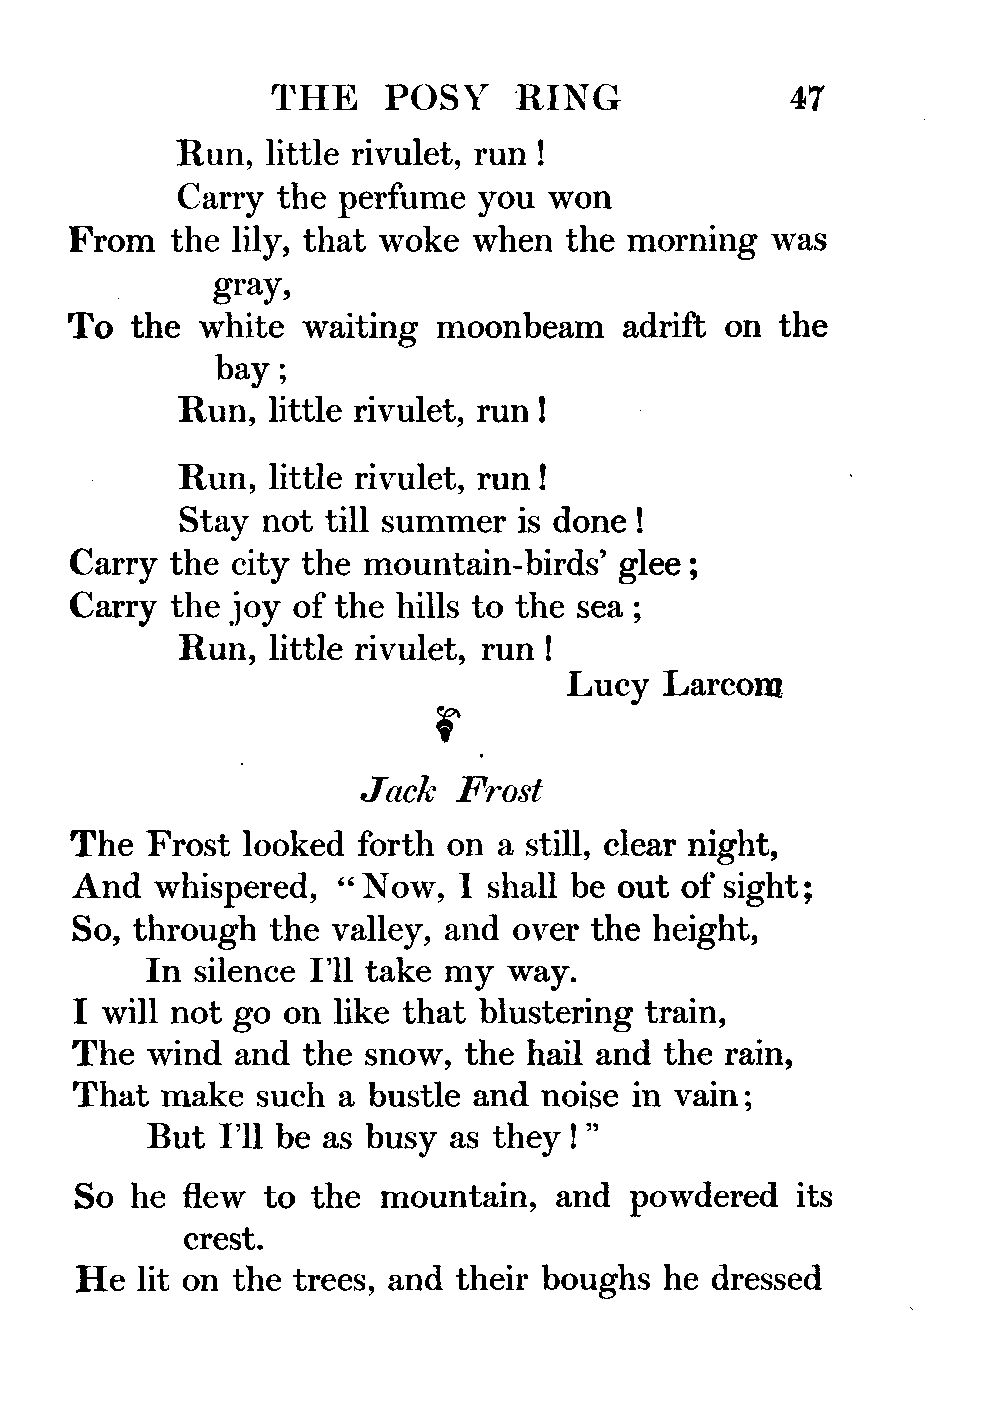 THE POSY RING 47
Run, little rivulet, run!
Carry the perfume you won
From the lily, that woke when the morning was
gray,
To the white waiting moonbeam adrift on the
bay;
Run, little rivulet, run!
Run, little rivulet, run!
Stay not till summer is done!
Carry the city the mountain-birds' glee;
Carry the joy of the hills to the sea;
Run, little rivulet, run!
Lucy Larcom
Jack Frost
The Frost looked forth on a still, clear night,
And whispered, “Now, I shall be out of sight;
So, through the valley, and over the height,
In silence I'll take my way.
I will not go on like that blustering train,
The wind and the snow, the hail and the rain,
That make such a bustle and noise in vain;
But I'll be as busy as they!”
So he flew to the mountain, and powdered its
crest.
He lit on the trees, and their boughs he dressed